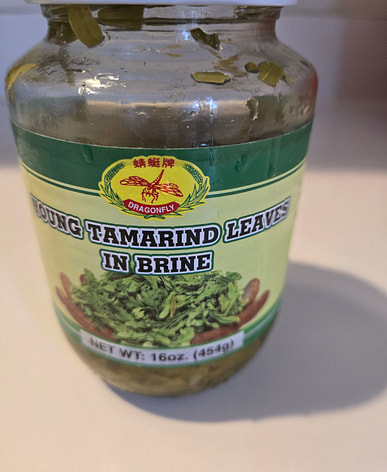 蜻蜓牌
DRAGONFLY
YOUNG TAMARIND LEAVES
IN BRINE
NET WT: 16oz. (454g)